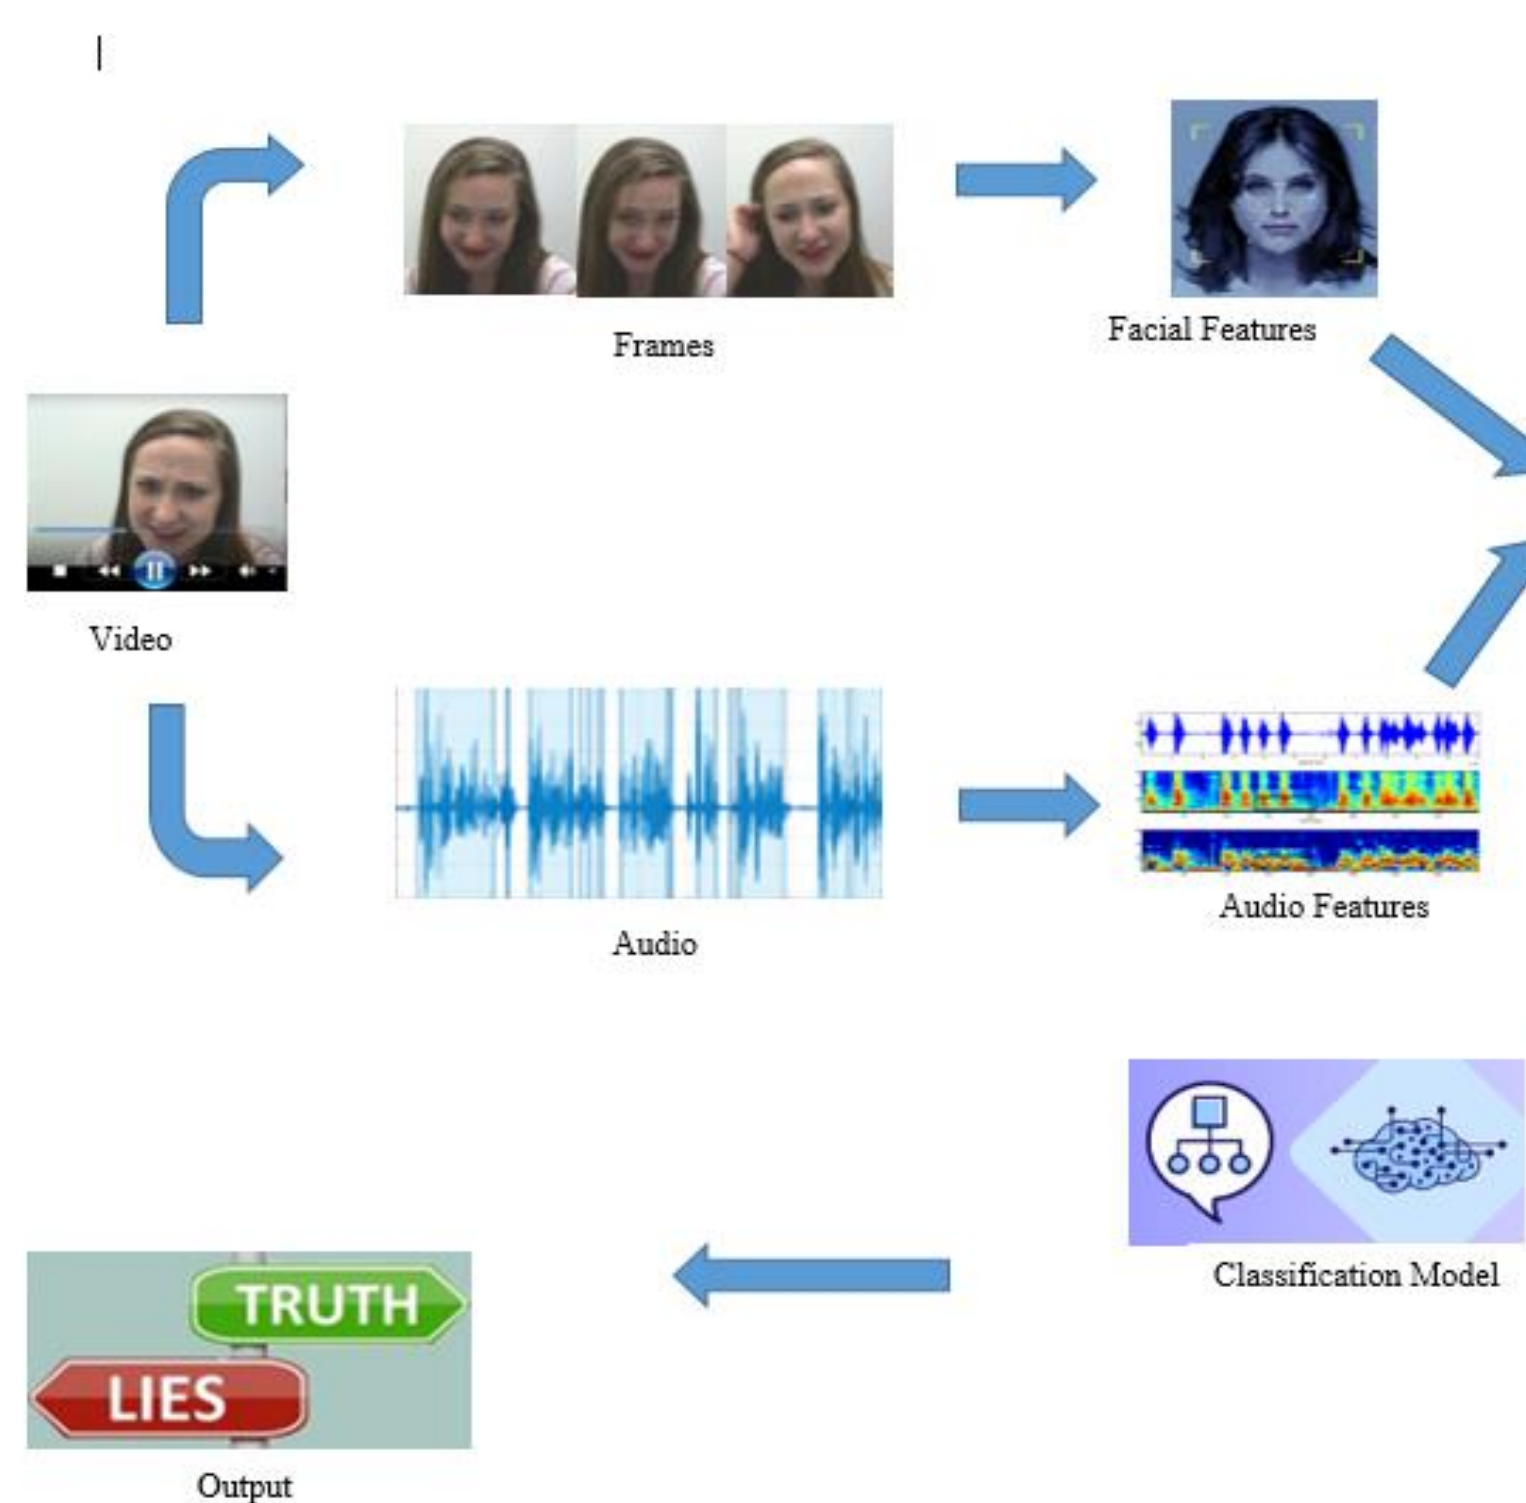 Frames
Facial Features
Video
Audio
Audio Features
Classification Model
TRUTH
LIES
Output